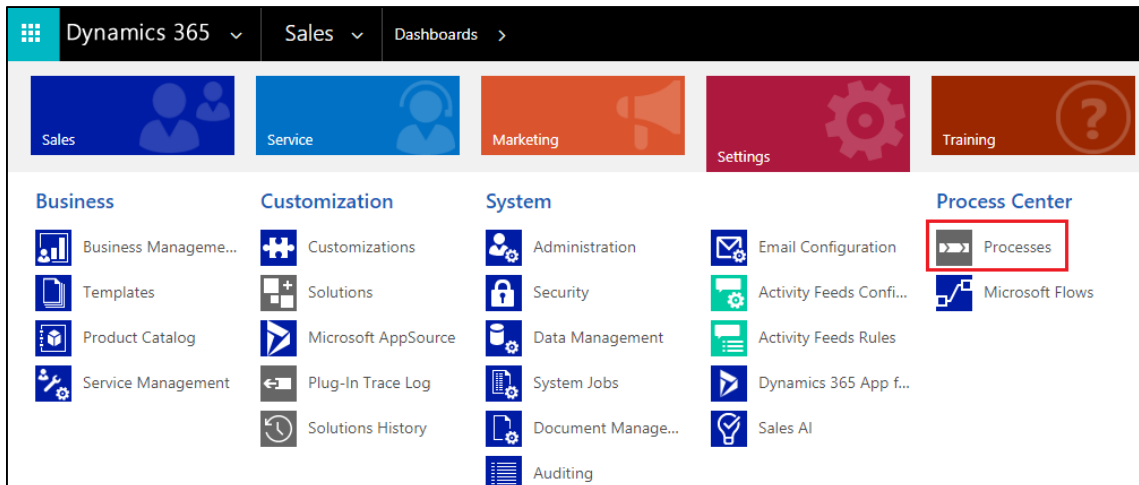 Dynamics 365 Sales Dashboards >
Sales Service Marketing Settings Training
Business Customization System Process Center
Business Manageme... Customizations Administration Email Configuration Processes
Templates Solutions Security Activity Feeds Confi... Microsoft Flows
Product Catalog Microsoft AppSource Data Management Activity Feeds Rules
Service Management Plug-In Trace Log System Jobs Dynamics 365 App f...
Solutions History Document Manage... Sales AI
Auditing